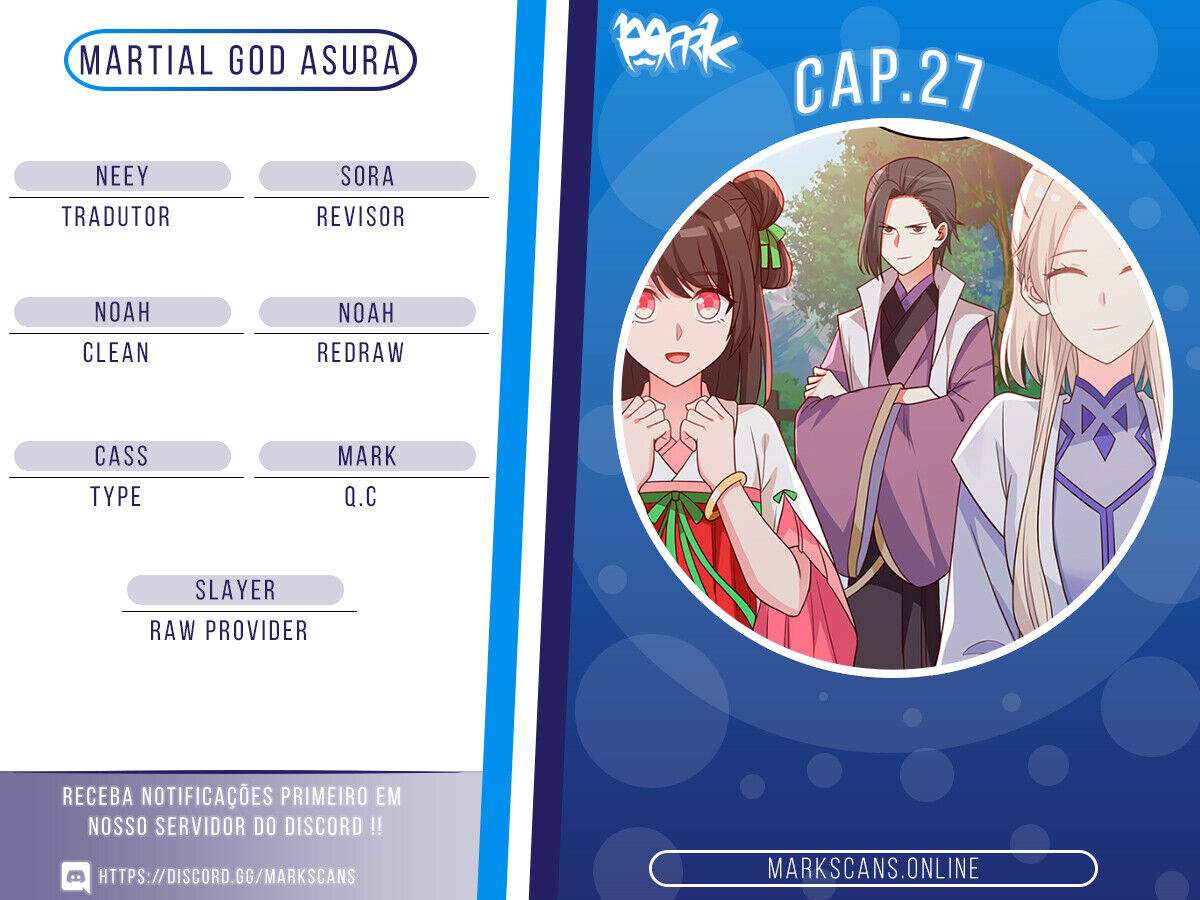 MARTIAL GOD ASURA
NEEY
TRADUTOR
SORA
REVISOR
NOAH
CLEAN
NOAH
REDRAW
CASS
TYPE
MARK
Q.C
SLAYER
RAW PROVIDER
RECEBA NOTIFICAÇÕES PRIMEIRO EM
NOSSO SERVIDOR DO DISCORD !!
HTTPS://DISCORD.GG/MARKSCANS
MARK
CAP.27
MARKSCANS.ONLINE